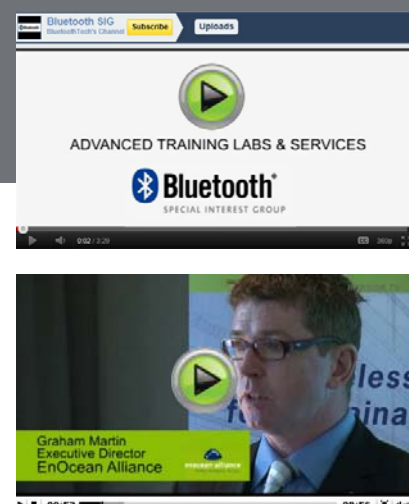 Bluetooth SIG
BluetoothTech's Channel
Subscribe
Uploads
ADVANCED TRAINING LABS & SERVICES
Bluetooth
SPECIAL INTEREST GROUP
0:02 / 3:29
CC
360p
less
f
ina
Graham Martin
Executive Director
EnOcean Alliance
enocean alliance